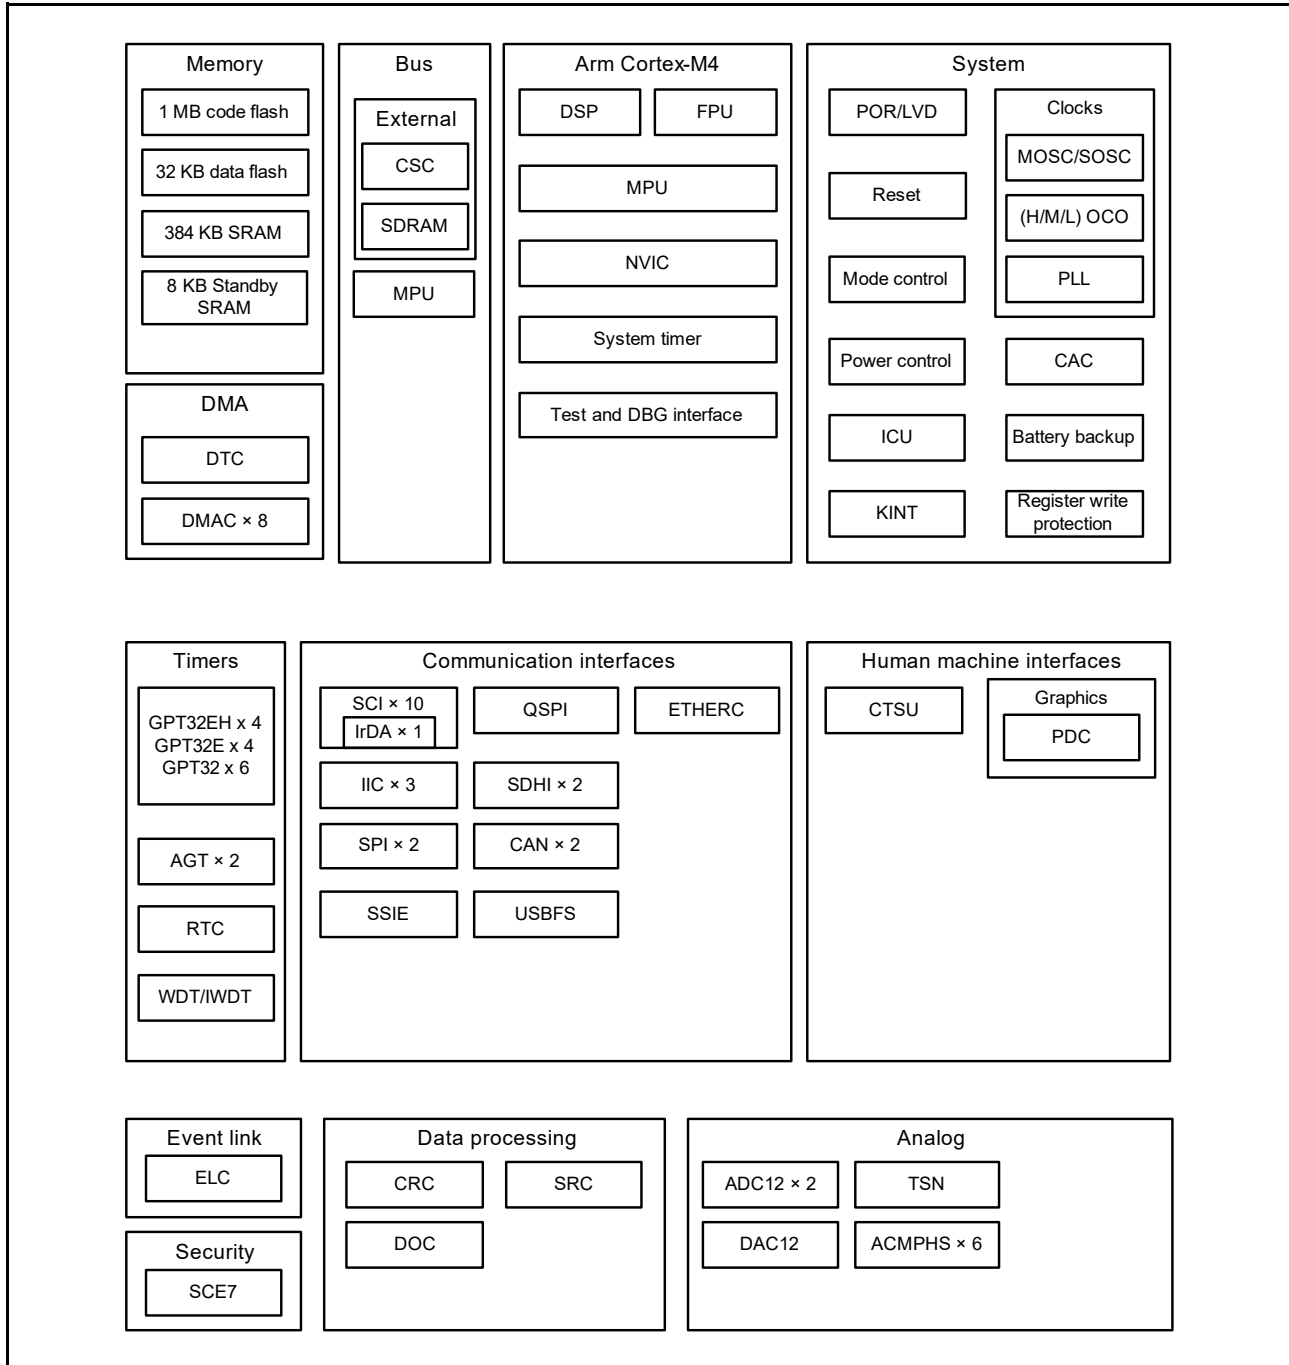 Memory
1 MB code flash
32 KB data flash
384 KB SRAM
8 KB Standby
SRAM
DMA
DTC
DMAC × 8
Bus
External
CSC
SDRAM
MPU
Arm Cortex-M4
DSP
FPU
MPU
NVIC
System timer
Test and DBG interface
System
POR/LVD
Reset
Mode control
Power control
ICU
KINT
Clocks
MOSC/SOSC
(H/M/L) OCO
PLL
CAC
Battery backup
Register write
protection
Timers
GPT32EH x 4
GPT32E x 4
GPT32 x 6
AGT × 2
RTC
WDT/IWDT
Communication interfaces
SCI × 10
IrDA × 1
QSPI
ETHERC
IIC × 3
SDHI × 2
SPI × 2
CAN × 2
SSIE
USBFS
Human machine interfaces
CTSU
Graphics
PDC
Event link
ELC
Security
SCE7
Data processing
CRC
SRC
DOC
Analog
ADC12 × 2
TSN
DAC12
ACMPHS × 6